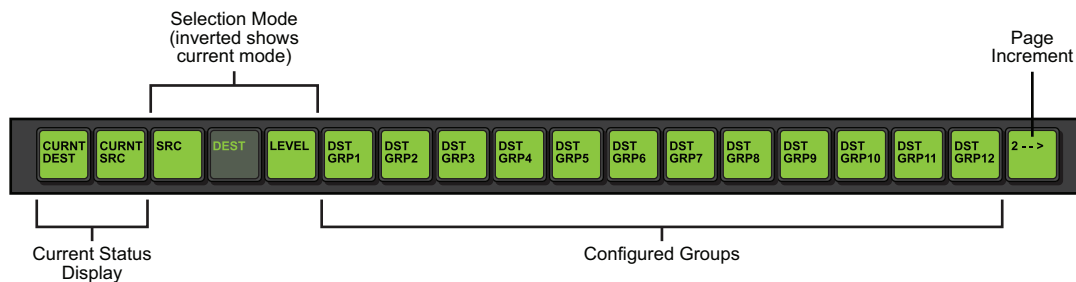 Selection Mode
(inverted shows
current mode)
Page
Increment
CURNT
DEST
CURNT
SRC
SRC
DEST
LEVEL
DST
GRP1
DST
GRP2
DST
GRP3
DST
GRP4
DST
GRP5
DST
GRP6
DST
GRP7
DST
GRP8
DST
GRP9
DST
GRP10
DST
GRP11
DST
GRP12
2 -->
Current Status
Display
Configured Groups